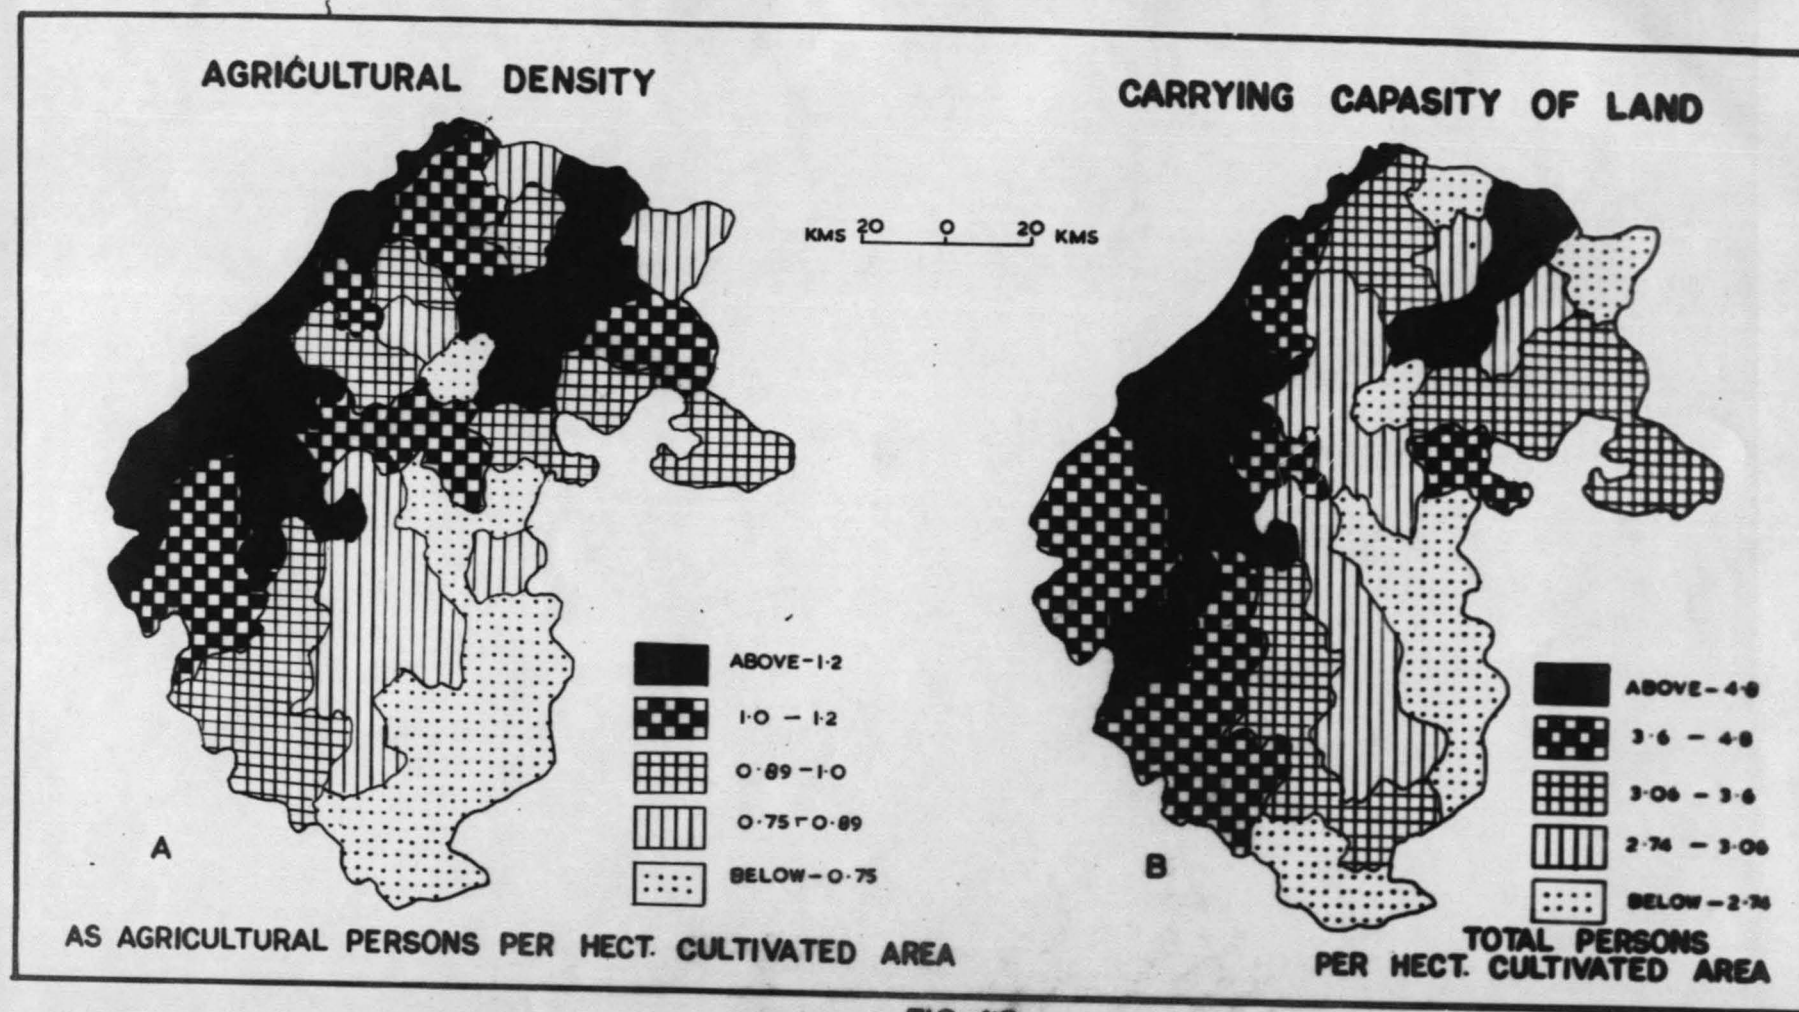 AGRICULTURAL DENSITY
CARRYING CAPASITY OF LAND
KMS 20 0 20 KMS
ABOVE-1·2
1·0 - 1·2
0·89-1·0
0·75-0·89
BELOW-0·75
A
AS AGRICULTURAL PERSONS PER HECT. CULTIVATED AREA
ABOVE-4·8
3·6 - 4·8
3·06 - 3·6
2·74 - 3·06
BELOW-2·74
B
TOTAL PERSONS
PER HECT. CULTIVATED AREA